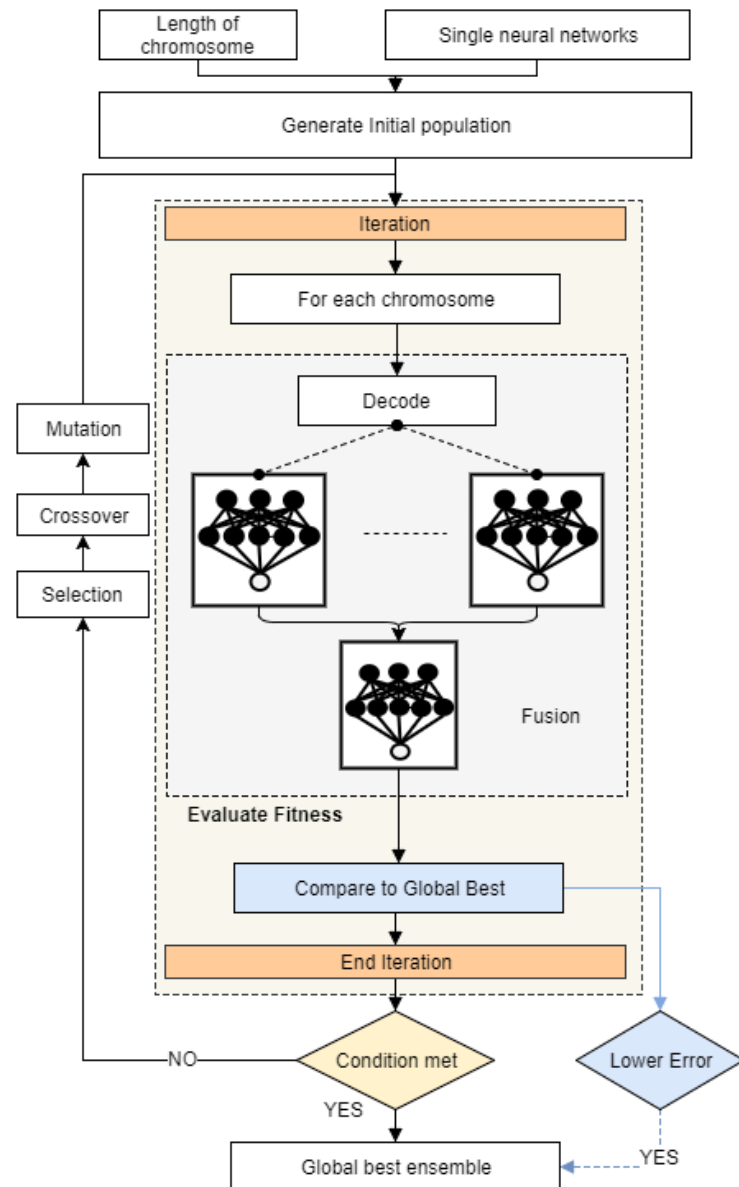 Length of
chromosome
Single neural networks
Generate Initial population
Iteration
For each chromosome
Decode
Mutation
Crossover
Selection
Fusion
Evaluate Fitness
Compare to Global Best
End Iteration
NO
Condition met
Lower Error
YES
YES
Global best ensemble